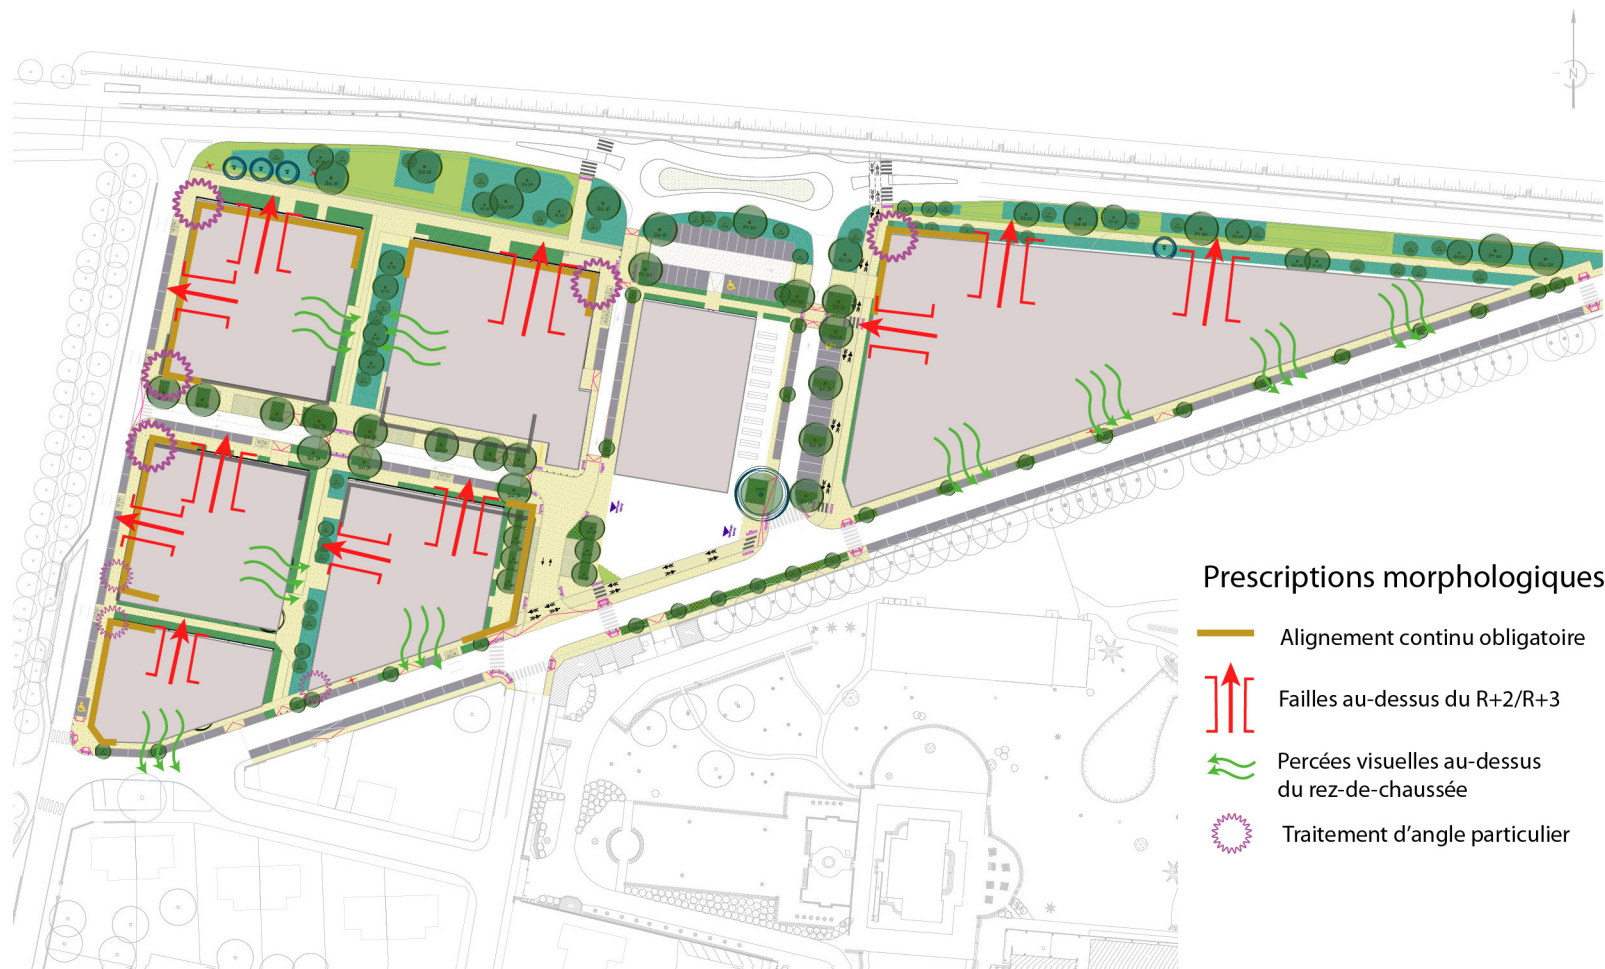 N
Prescriptions morphologiques
Alignement continu obligatoire
Failles au-dessus du R+2/R+3
Percées visuelles au-dessus
du rez-de-chaussée
Traitement d'angle particulier